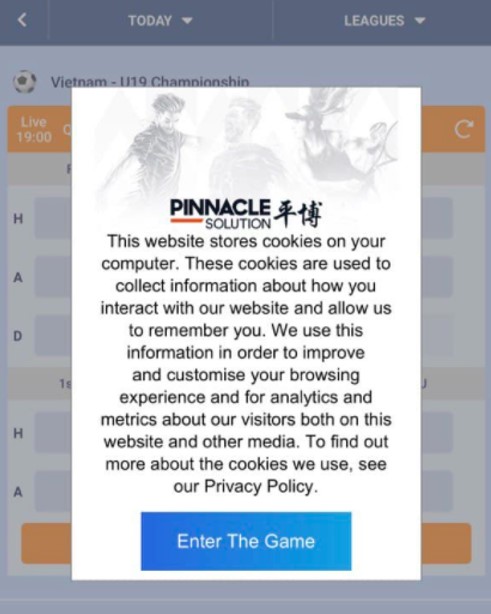 TODAY
LEAGUES
Vietnam - U19 Championship
Live
19:00
H
A
D
H
A
PINNACLE
SOLUTION 平博
This website stores cookies on your
computer. These cookies are used to
collect information about how you
interact with our website and allow us
to remember you. We use this
information in order to improve
and customise your browsing
experience and for analytics and
metrics about our visitors both on this
website and other media. To find out
more about the cookies we use, see
our Privacy Policy.
Enter The Game